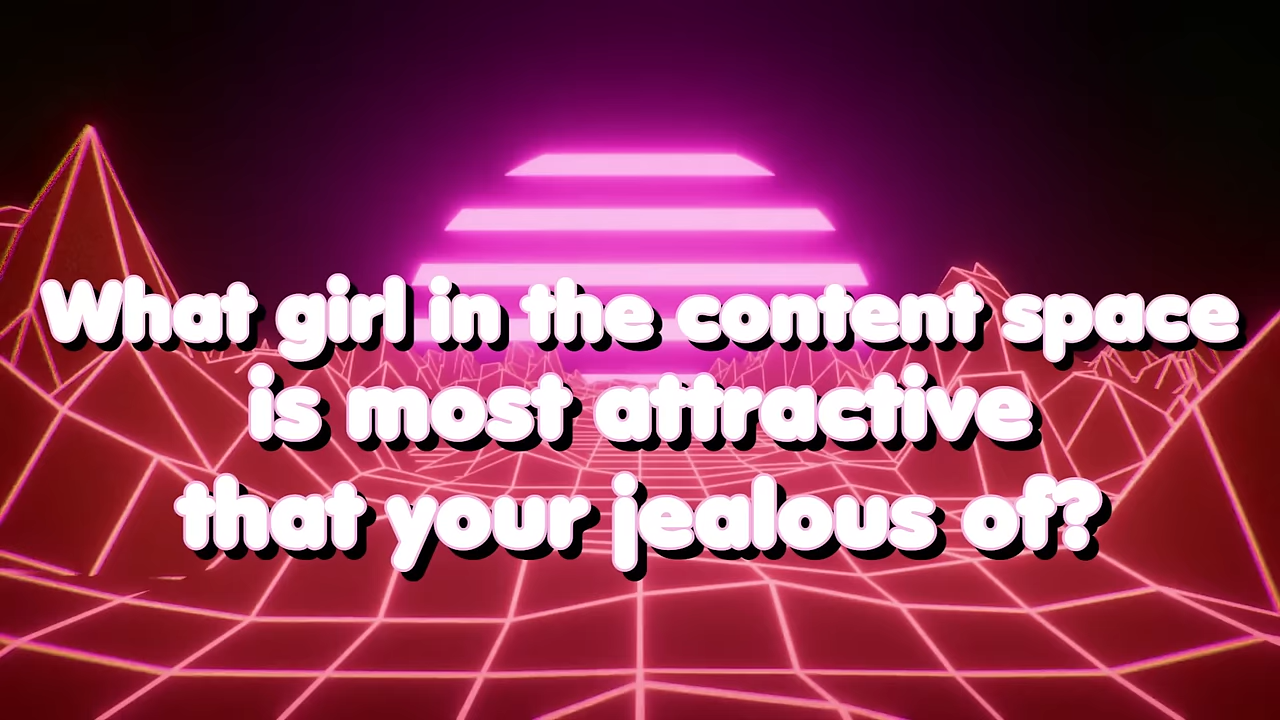 What girl in the content space
is most attractive
that your jealous of?